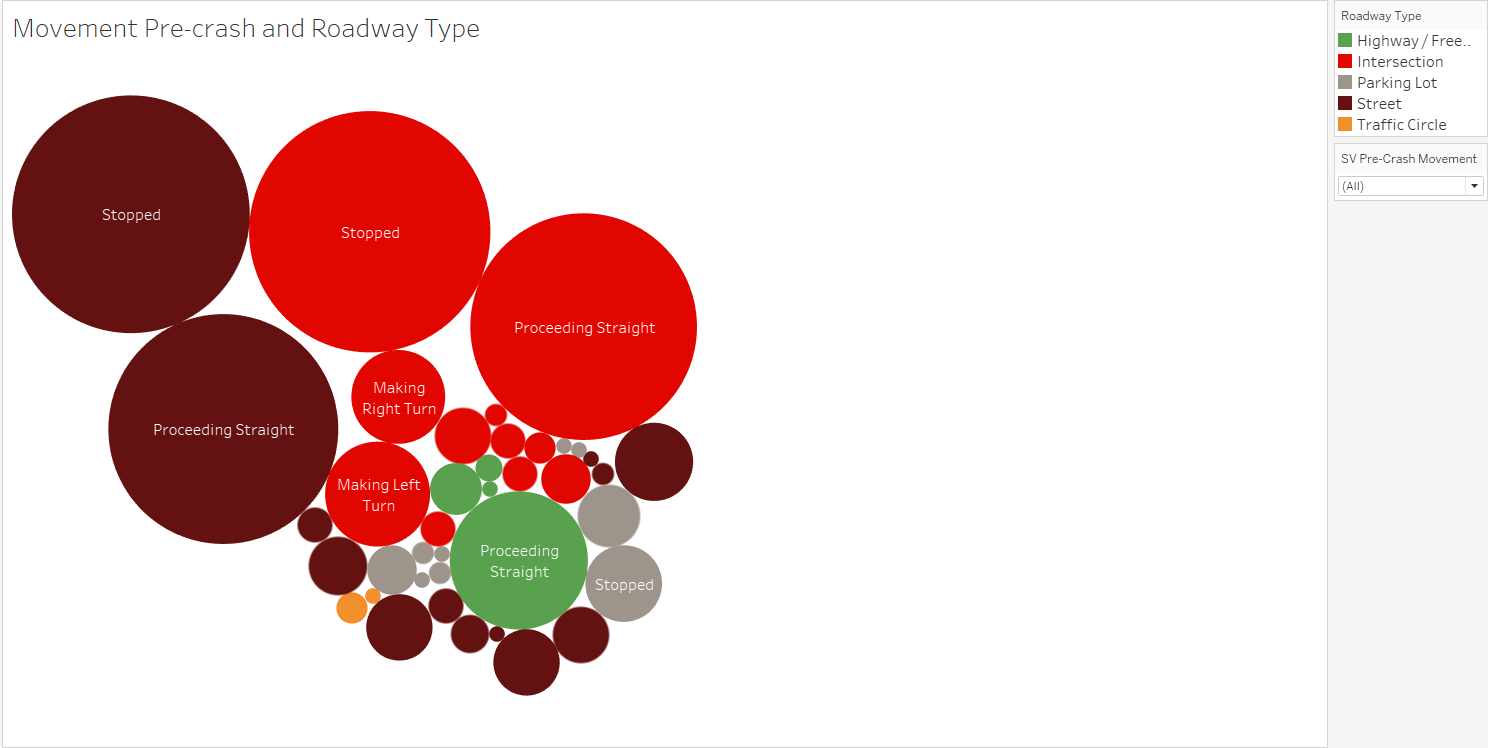 Movement Pre-crash and Roadway Type
Stopped
Stopped
Proceeding Straight
Making
Right Turn
Proceeding Straight
Making Left
Turn
Proceeding
Straight
Stopped
Roadway Type
Highway / Free..
Intersection
Parking Lot
Street
Traffic Circle
SV Pre-Crash Movement
(All)